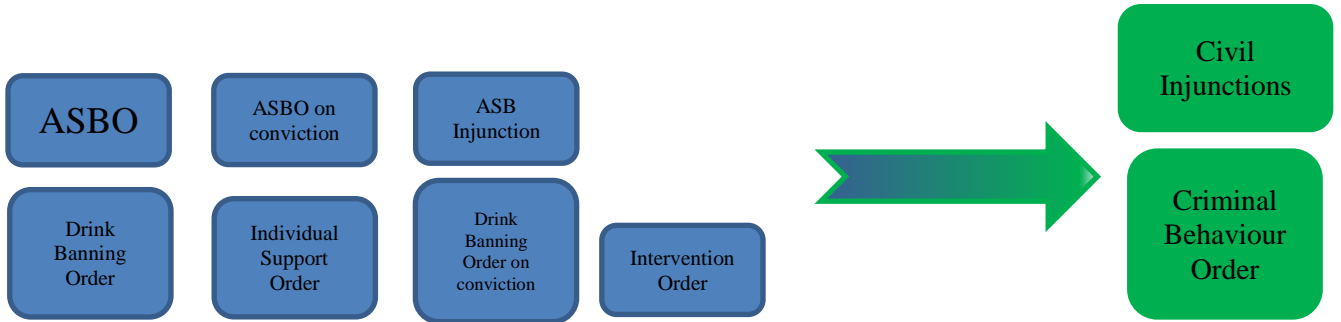 ASBO
ASBO on
conviction
ASB
Injunction
Drink
Banning
Order
Individual
Support
Order
Drink
Banning
Order on
conviction
Intervention
Order
Civil
Injunctions
Criminal
Behaviour
Order